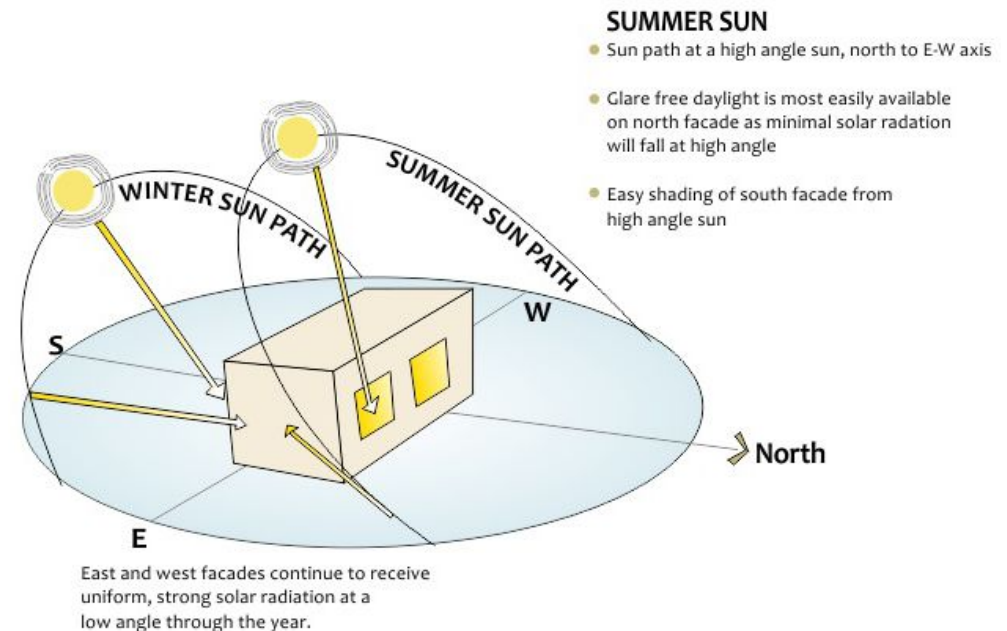 SUMMER SUN
Sun path at a high angle sun, north to E-W axis
Glare free daylight is most easily available
on north facade as minimal solar radation
will fall at high angle
Easy shading of south facade from
high angle sun
WINTER SUN PATH
SUMMER SUN PATH
W
S
North
E
East and west facades continue to receive
uniform, strong solar radiation at a
low angle through the year.